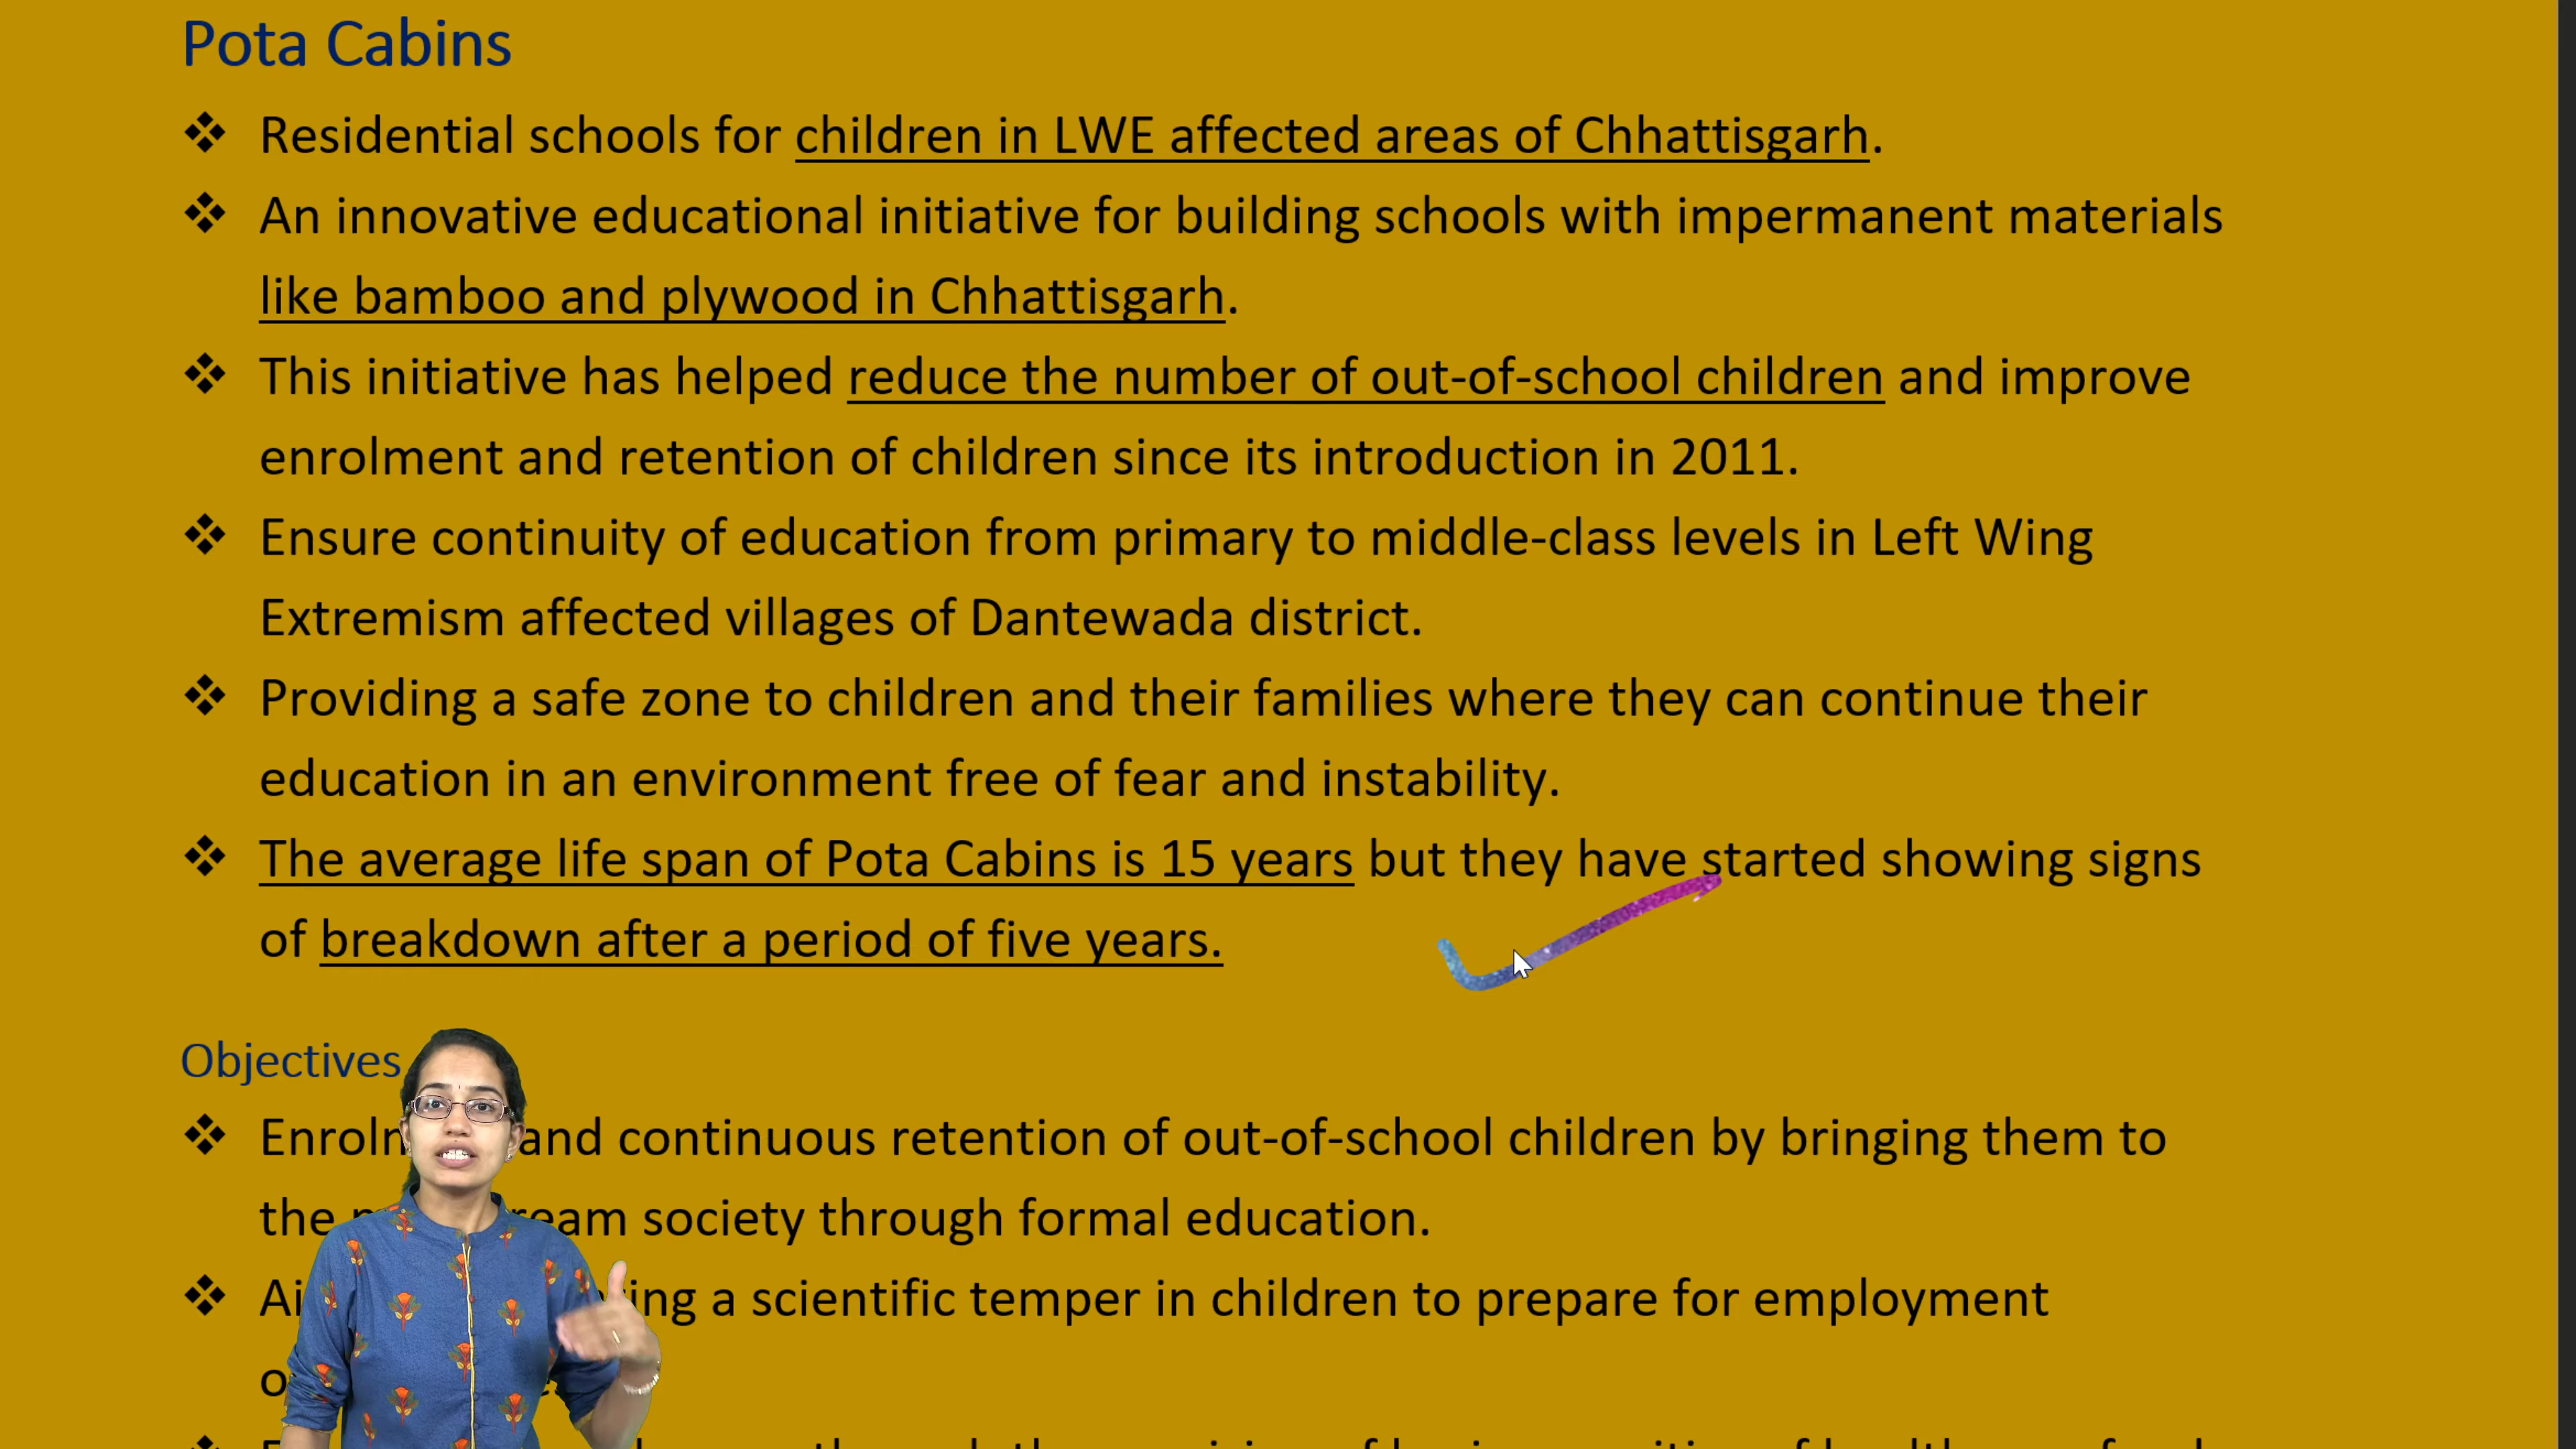 Pota Cabins
❖ Residential schools for children in LWE affected areas of Chhattisgarh.
❖ An innovative educational initiative for building schools with impermanent materials
like bamboo and plywood in Chhattisgarh.
❖ This initiative has helped reduce the number of out-of-school children and improve
enrolment and retention of children since its introduction in 2011.
❖ Ensure continuity of education from primary to middle-class levels in Left Wing
Extremism affected villages of Dantewada district.
❖ Providing a safe zone to children and their families where they can continue their
education in an environment free of fear and instability.
❖ The average life span of Pota Cabins is 15 years but they have started showing signs
of breakdown after a period of five years.
Objectives
❖ and continuous retention of out-of-school children by bringing them to
the society through formal education.
❖ a scientific temper in children to prepare for employment